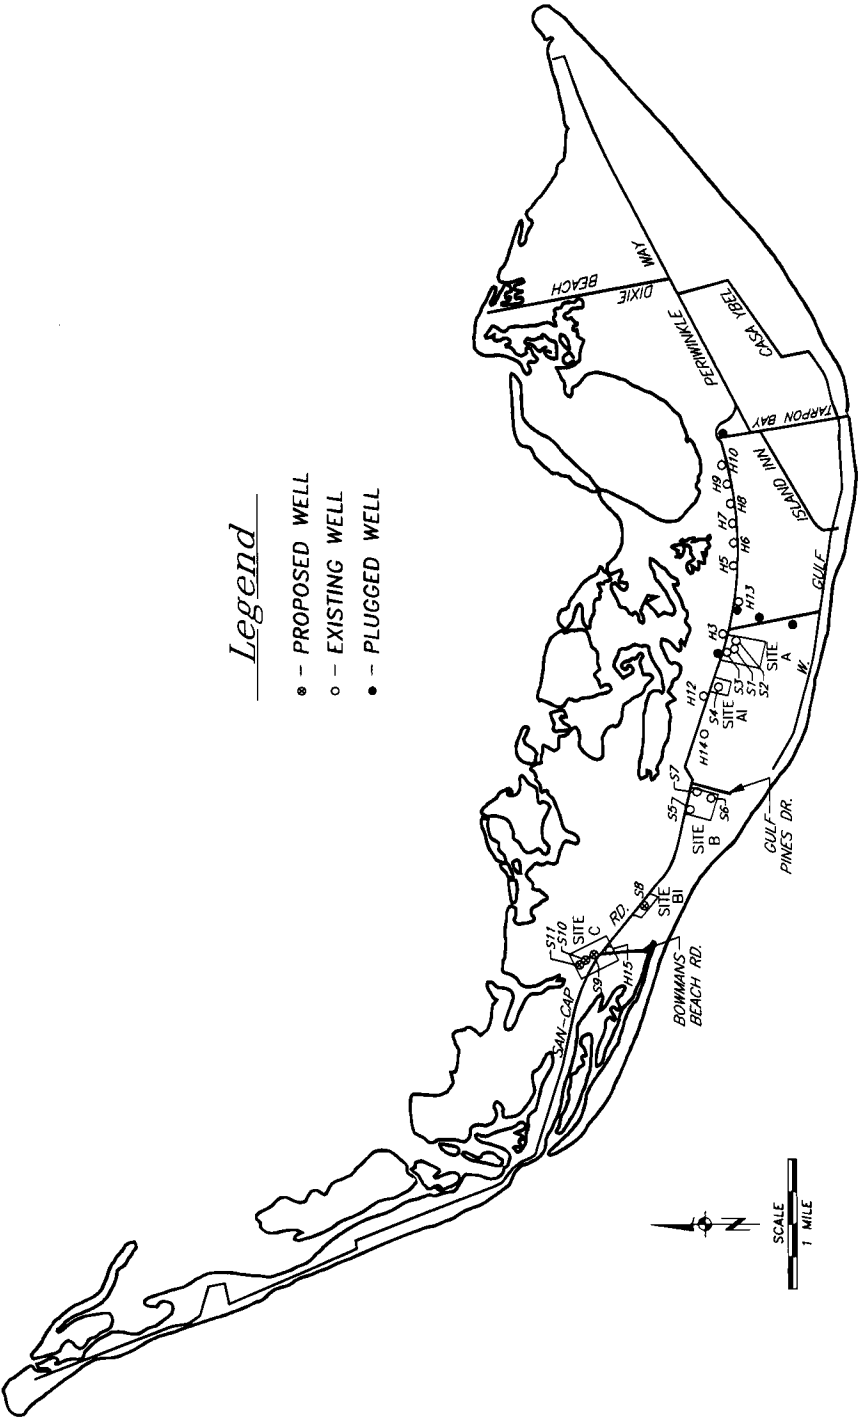 Legend
⊗ - PROPOSED WELL
○ - EXISTING WELL
● - PLUGGED WELL
SAN-CAP
RD.
S11
S10
SITE
C
S9
H15
BOWMANS
BEACH RD.
S8
SITE
B1
S5
S7
S6
SITE
B
GULF
PINES DR.
H14
H12
S4
SITE
A1
S3
S1
S2
SITE
A
H3
H13
H5
H6
H7
H8
H9
H10
W.
GULF
ISLAND INN
TARPON BAY
PERIWINKLE
WAY
CASA YBEL
DIXIE
BEACH
N
SCALE
1 MILE